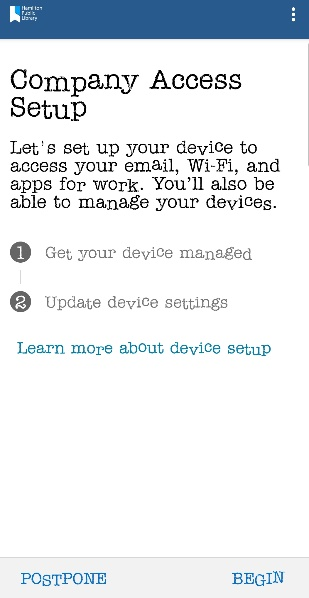 Hamilton
Public
Library
Company Access
Setup
Let's set up your device to
access your email, Wi-Fi, and
apps for work. You'll also be
able to manage your devices.
1 Get your device managed
2 Update device settings
Learn more about device setup
POSTPONE BEGIN